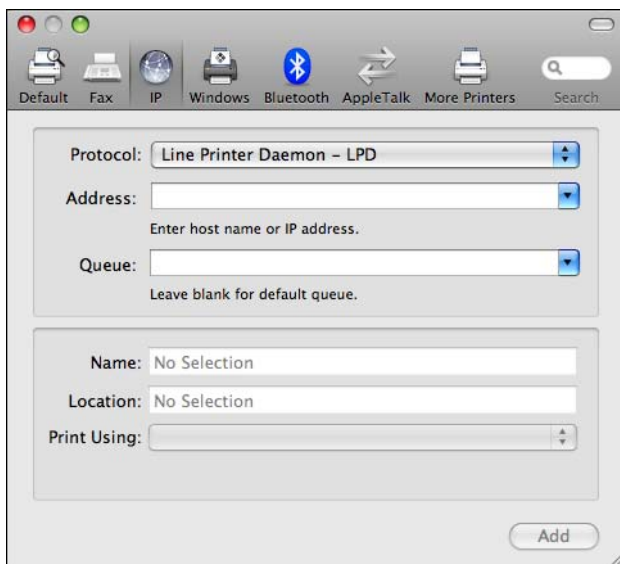 Default Fax IP Windows Bluetooth AppleTalk More Printers Search
Protocol: Line Printer Daemon – LPD
Address:
Enter host name or IP address.
Queue:
Leave blank for default queue.
Name: No Selection
Location: No Selection
Print Using:
Add